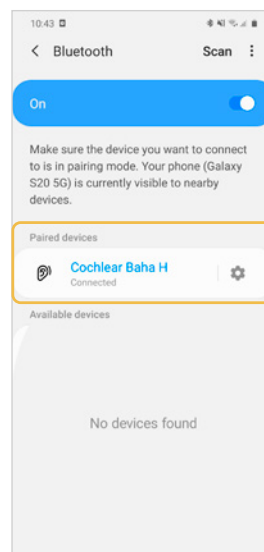 10:43
Bluetooth Scan
On
Make sure the device you want to connect
to is in pairing mode. Your phone (Galaxy
S20 5G) is currently visible to nearby
devices.
Paired devices
Cochlear Baha H
Connected
Available devices
No devices found